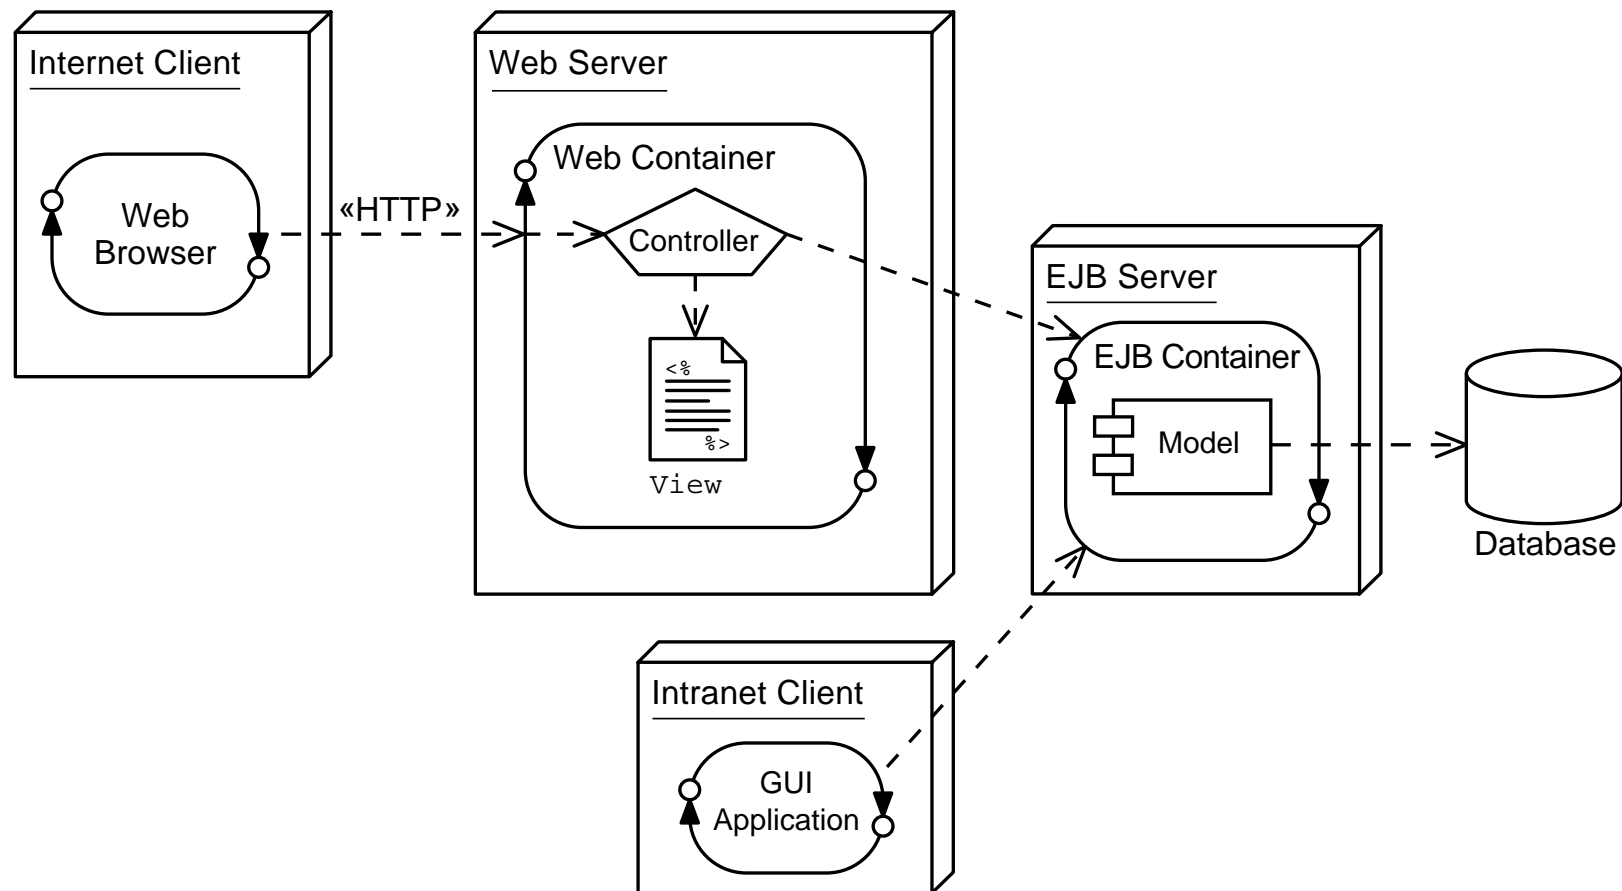 Internet Client
Web
Browser
«HTTP»
Web Server
Web Container
Controller
<%
%>
View
EJB Server
EJB Container
Model
Database
Intranet Client
GUI
Application